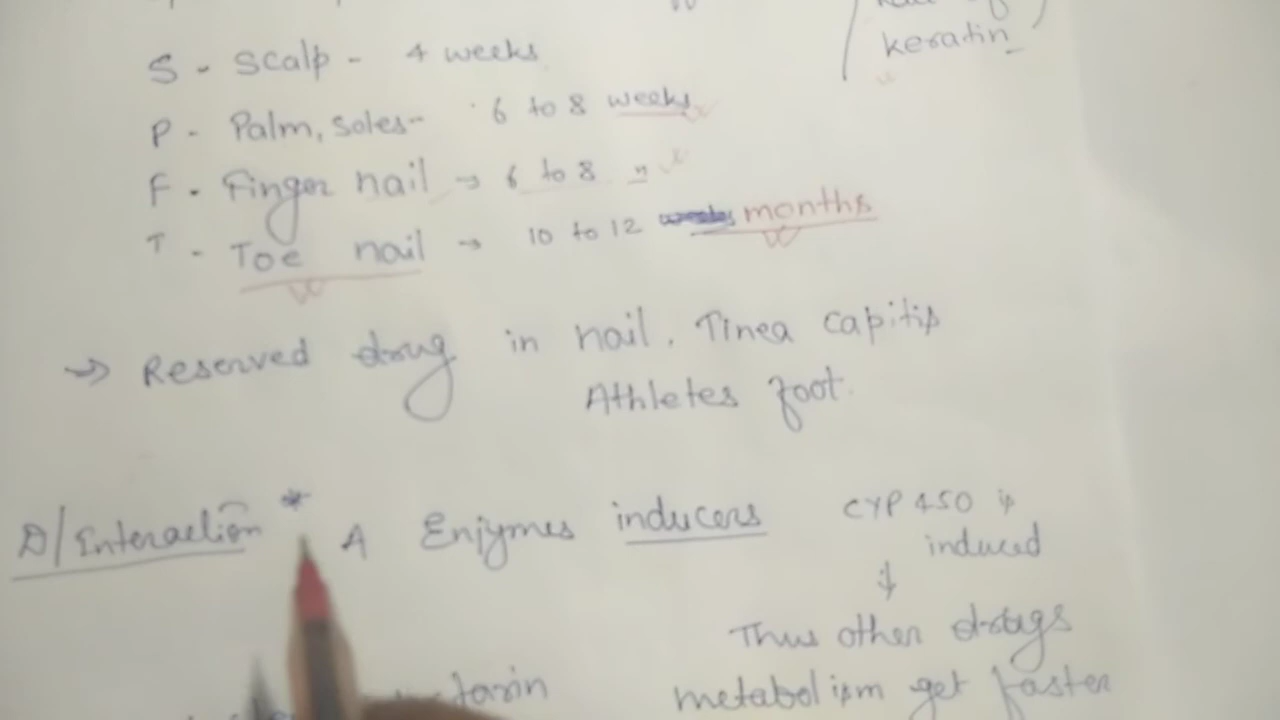 keratin
S - Scalp - 4 weeks
P - Palm, soles - 6 to 8 weeks
F - Finger nail → 6 to 8 "
T - Toe nail → 10 to 12 months
→ Reserved drug in nail. Tinea capitis
Athletes foot.
D/Interaction * A Enzymes inducers CYP 450 is
induced
↓
Thus other drugs
metabolism get faster